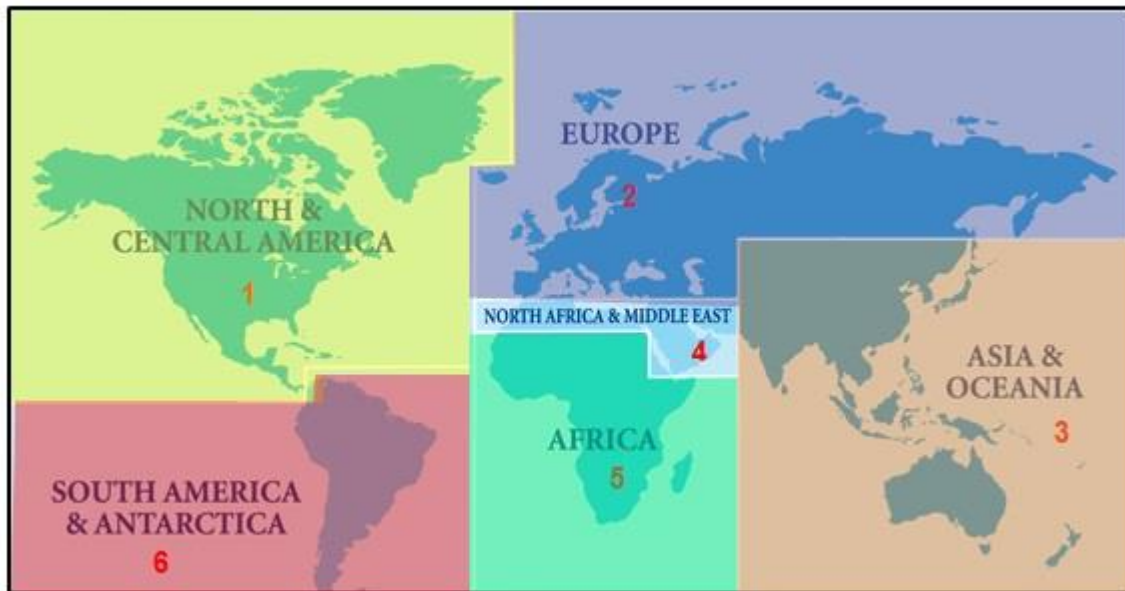 NORTH &
CENTRAL AMERICA
1
EUROPE
2
NORTH AFRICA & MIDDLE EAST
4
ASIA &
OCEANIA
3
AFRICA
5
SOUTH AMERICA
& ANTARCTICA
6